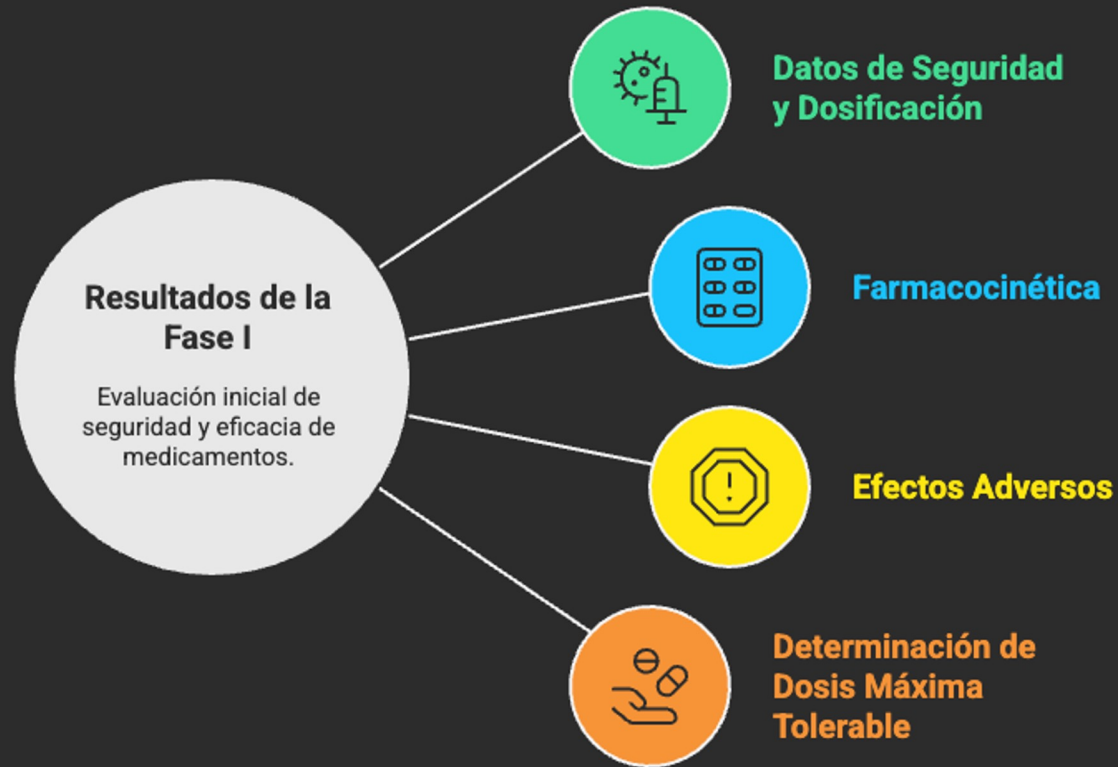 Resultados de la
Fase I
Evaluación inicial de
seguridad y eficacia de
medicamentos.
Datos de Seguridad
y Dosificación
Farmacocinética
Efectos Adversos
Determinación de
Dosis Máxima
Tolerable